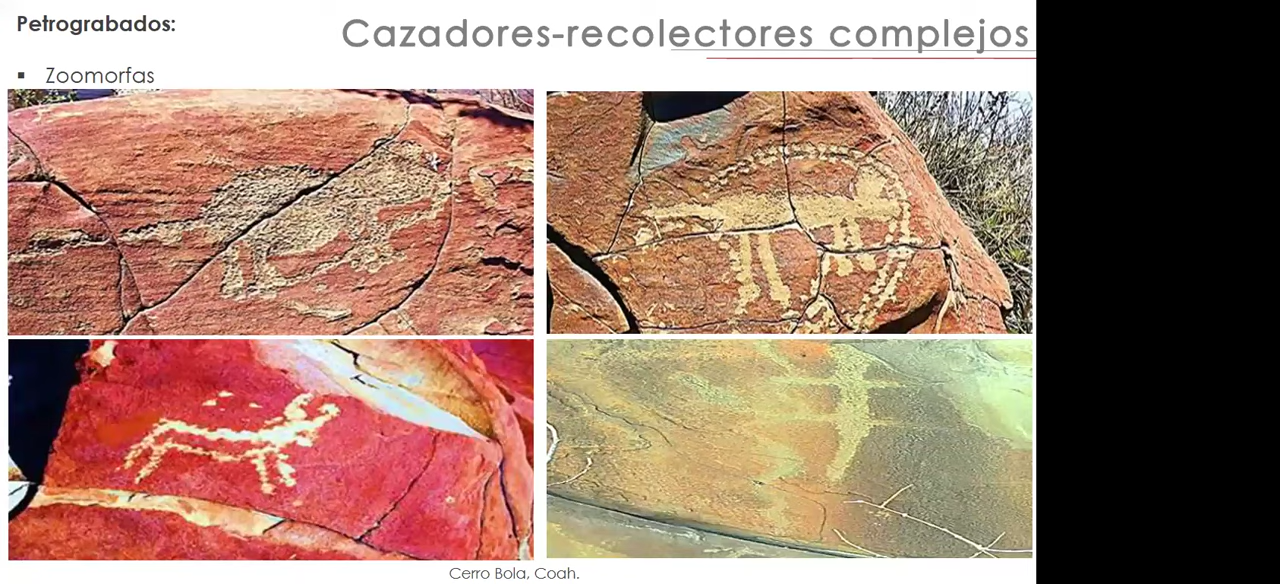 Petrograbados:
Cazadores-recolectores complejos
▪ Zoomorfas
Cerro Bola, Coah.